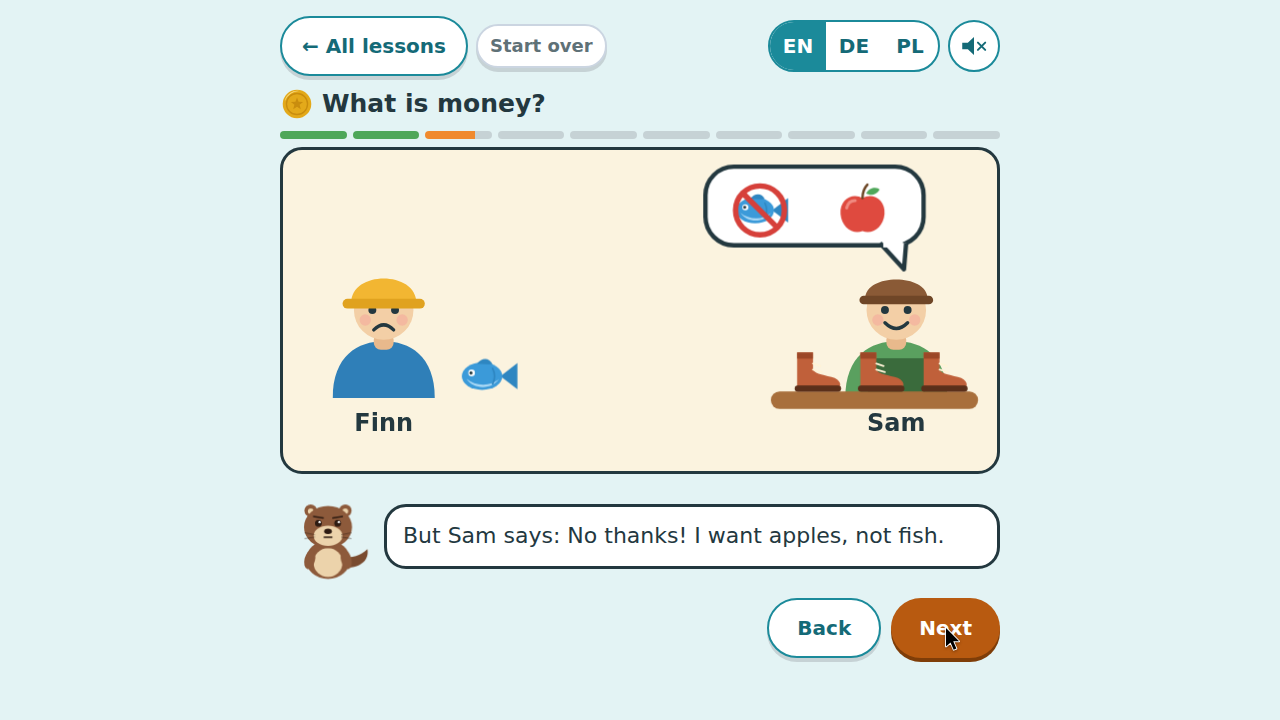 ← All lessons
Start over
EN DE PL
What is money?
Finn
Sam
But Sam says: No thanks! I want apples, not fish.
Back
Next